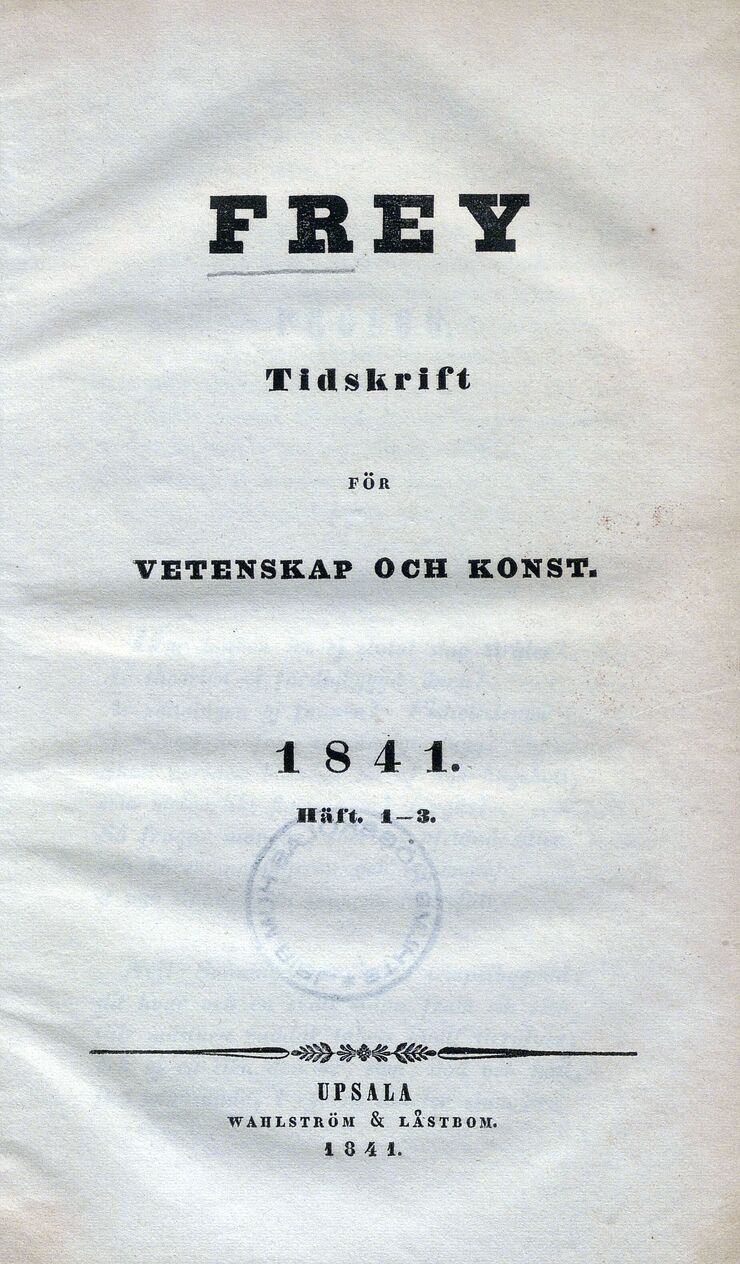 FREY
Tidskrift
FÖR
VETENSKAP OCH KONST.
1841.
Häft. 1–3.
UPSALA
WAHLSTRÖM & LÅSTBOM.
1841.